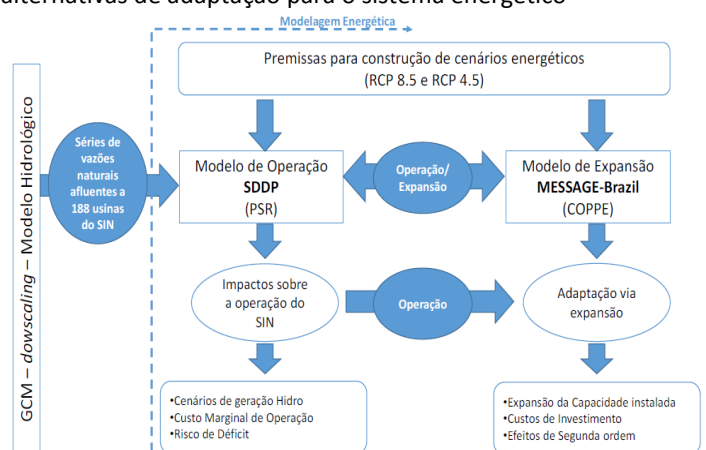 alternativas de adaptação para o sistema energético
Modelagem Energética
Premissas para construção de cenários energéticos
(RCP 8.5 e RCP 4.5)
GCM – dowscaling – Modelo Hidrológico
Séries de
vazões
naturais
afluentes a
188 usinas
do SIN
Modelo de Operação
SDDP
(PSR)
Operação/
Expansão
Modelo de Expansão
MESSAGE-Brazil
(COPPE)
Impactos sobre
a operação do
SIN
Operação
Adaptação via
expansão
•Cenários de geração Hidro
•Custo Marginal de Operação
•Risco de Déficit
•Expansão da Capacidade instalada
•Custos de Investimento
•Efeitos de Segunda ordem